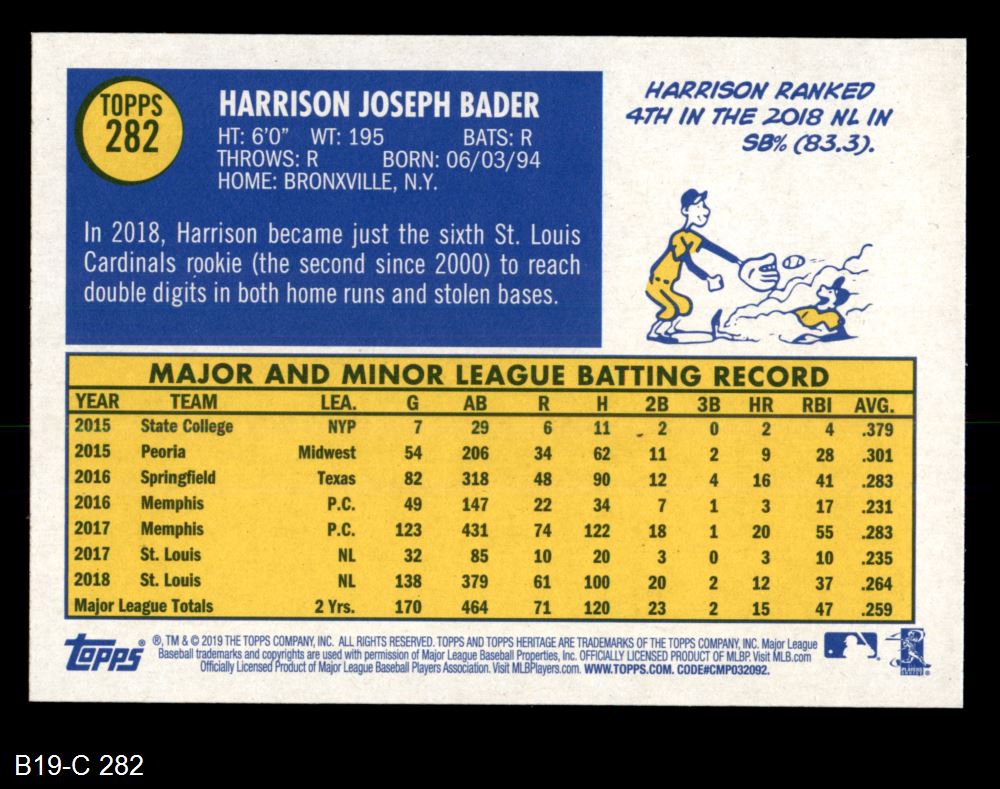 TOPPS
282
HARRISON JOSEPH BADER
HT: 6'0" WT: 195 BATS: R
THROWS: R BORN: 06/03/94
HOME: BRONXVILLE, N.Y.
In 2018, Harrison became just the sixth St. Louis
Cardinals rookie (the second since 2000) to reach
double digits in both home runs and stolen bases.
HARRISON RANKED
4TH IN THE 2018 NL IN
SB% (83.3).
MAJOR AND MINOR LEAGUE BATTING RECORD
YEAR TEAM LEA. G AB R H 2B 3B HR RBI AVG.
2015 State College NYP 7 29 6 11 2 0 2 4 .379
2015 Peoria Midwest 54 206 34 62 11 2 9 28 .301
2016 Springfield Texas 82 318 48 90 12 4 16 41 .283
2016 Memphis P.C. 49 147 22 34 7 1 3 17 .231
2017 Memphis P.C. 123 431 74 122 18 1 20 55 .283
2017 St. Louis NL 32 85 10 20 3 0 3 10 .235
2018 St. Louis NL 138 379 61 100 20 2 12 37 .264
Major League Totals 2 Yrs. 170 464 71 120 23 2 15 47 .259
Topps ®
®, TM & © 2019 THE TOPPS COMPANY, INC. ALL RIGHTS RESERVED. TOPPS AND TOPPS HERITAGE ARE TRADEMARKS OF THE TOPPS COMPANY, INC. Major League
Baseball trademarks and copyrights are used with permission of Major League Baseball Properties, Inc. OFFICIALLY LICENSED PRODUCT OF MLBP. Visit MLB.com
Officially Licensed Product of Major League Baseball Players Association. Visit MLBPlayers.com. WWW.TOPPS.COM. CODE#CMP032092.
B19-C 282